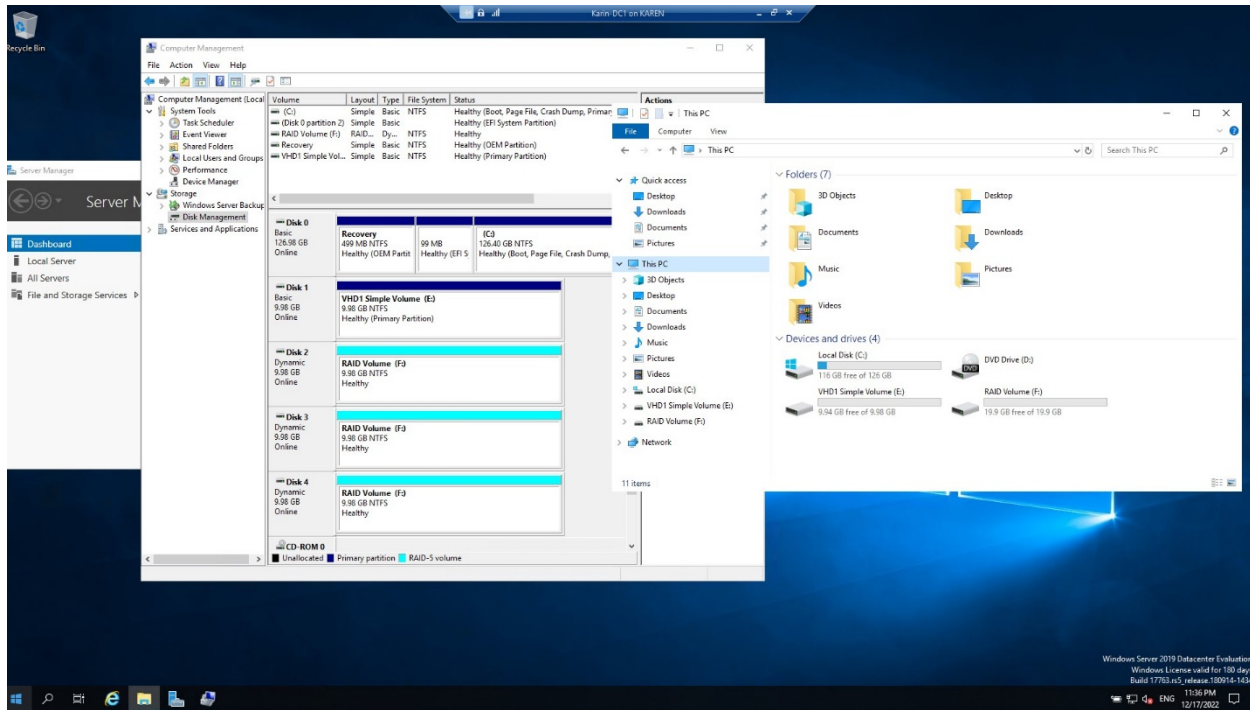 Karin-DC1 on KAREN
Recycle Bin
Computer Management
File Action View Help
Computer Management (Local
System Tools
Task Scheduler
Event Viewer
Shared Folders
Local Users and Groups
Performance
Device Manager
Storage
Windows Server Backup
Disk Management
Services and Applications
Volume Layout Type File System Status
(C:) Simple Basic NTFS Healthy (Boot, Page File, Crash Dump, Primar
(Disk 0 partition 2) Simple Basic Healthy (EFI System Partition)
RAID Volume (F:) RAID... Dy... NTFS Healthy
Recovery Simple Basic NTFS Healthy (OEM Partition)
VHD1 Simple Vol... Simple Basic NTFS Healthy (Primary Partition)
Actions
Disk 0
Basic
126.98 GB
Online
Recovery
499 MB NTFS
Healthy (OEM Partit
99 MB
Healthy (EFI S
(C:)
126.40 GB NTFS
Healthy (Boot, Page File, Crash Dump,
Disk 1
Basic
9.98 GB
Online
VHD1 Simple Volume (E:)
9.98 GB NTFS
Healthy (Primary Partition)
Disk 2
Dynamic
9.98 GB
Online
RAID Volume (F:)
9.98 GB NTFS
Healthy
Disk 3
Dynamic
9.98 GB
Online
RAID Volume (F:)
9.98 GB NTFS
Healthy
Disk 4
Dynamic
9.98 GB
Online
RAID Volume (F:)
9.98 GB NTFS
Healthy
CD-ROM 0
Unallocated Primary partition RAID-5 volume
Server Manager
Server M
Dashboard
Local Server
All Servers
File and Storage Services
This PC
File Computer View
This PC
Search This PC
Quick access
Desktop
Downloads
Documents
Pictures
This PC
3D Objects
Desktop
Documents
Downloads
Music
Pictures
Videos
Local Disk (C:)
VHD1 Simple Volume (E:)
RAID Volume (F:)
Network
Folders (7)
3D Objects
Desktop
Documents
Downloads
Music
Pictures
Videos
Devices and drives (4)
Local Disk (C:)
116 GB free of 126 GB
DVD Drive (D:)
DVD
VHD1 Simple Volume (E:)
9.94 GB free of 9.98 GB
RAID Volume (F:)
19.9 GB free of 19.9 GB
11 items
Windows Server 2019 Datacenter Evaluation
Windows License valid for 180 day
Build 17763.rs5_release.180914-143
ENG
11:36 PM
12/17/2022